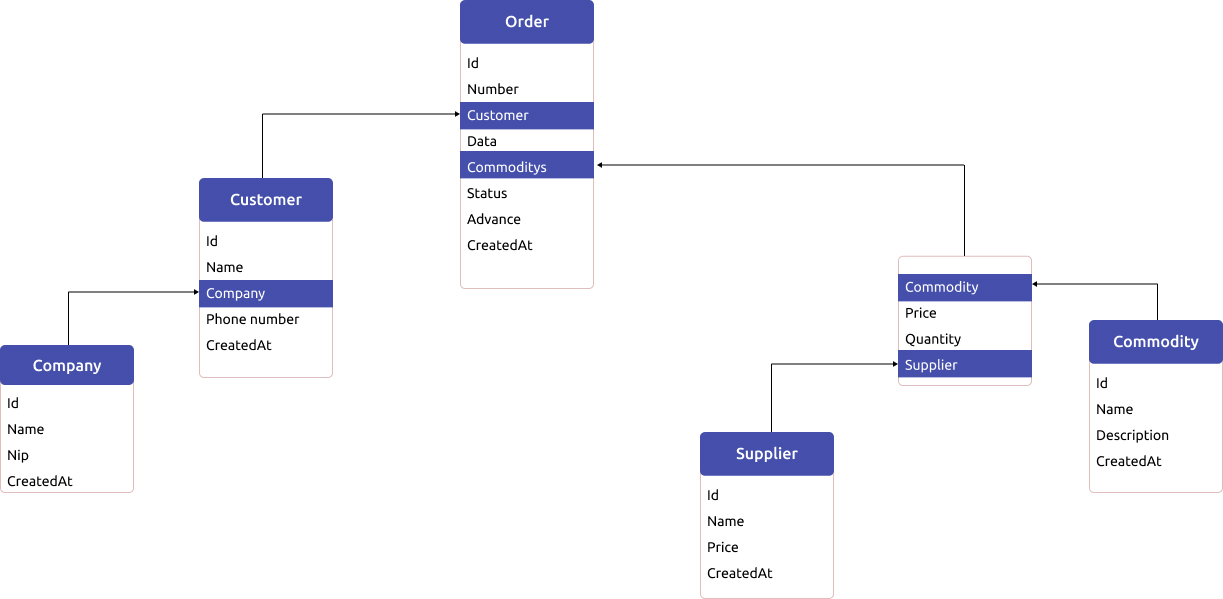 Order
Id
Number
Customer
Data
Commoditys
Status
Advance
CreatedAt
Customer
Id
Name
Company
Phone number
CreatedAt
Company
Id
Name
Nip
CreatedAt
Commodity
Price
Quantity
Supplier
Commodity
Id
Name
Description
CreatedAt
Supplier
Id
Name
Price
CreatedAt